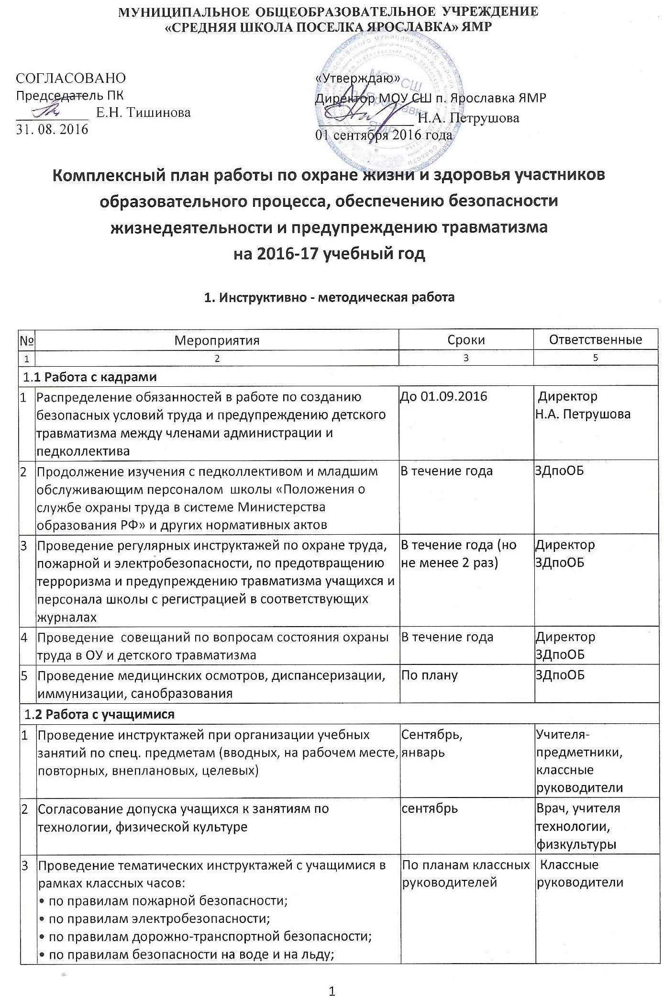 МУНИЦИПАЛЬНОЕ ОБЩЕОБРАЗОВАТЕЛЬНОЕ УЧРЕЖДЕНИЕ
«СРЕДНЯЯ ШКОЛА ПОСЕЛКА ЯРОСЛАВКА» ЯМР
СОГЛАСОВАНО
Председатель ПК
Е.Н. Тишинова
31. 08. 2016
«Утверждаю»
Директор МОУ СШ п. Ярославка ЯМР
Н.А. Петрушова
01 сентября 2016 года
МОУ СШ
п. Ярославка
ЯМР
Комплексный план работы по охране жизни и здоровья участников
образовательного процесса, обеспечению безопасности
жизнедеятельности и предупреждению травматизма
на 2016-17 учебный год
1. Инструктивно - методическая работа
№ Мероприятия Сроки Ответственные
1 2 3 5
1.1 Работа с кадрами
1 Распределение обязанностей в работе по созданию До 01.09.2016 Директор
безопасных условий труда и предупреждению детского Н.А. Петрушова
травматизма между членами администрации и
педколлектива
2 Продолжение изучения с педколлективом и младшим В течение года ЗДпоОБ
обслуживающим персоналом школы «Положения о
службе охраны труда в системе Министерства
образования РФ» и других нормативных актов
3 Проведение регулярных инструктажей по охране труда, В течение года (но Директор
пожарной и электробезопасности, по предотвращению не менее 2 раз) ЗДпоОБ
терроризма и предупреждению травматизма учащихся и
персонала школы с регистрацией в соответствующих
журналах
4 Проведение совещаний по вопросам состояния охраны В течение года Директор
труда в ОУ и детского травматизма ЗДпоОБ
5 Проведение медицинских осмотров, диспансеризации, По плану ЗДпоОБ
иммунизации, санобразования
1.2 Работа с учащимися
1 Проведение инструктажей при организации учебных Сентябрь, Учителя-
занятий по спец. предметам (вводных, на рабочем месте, январь предметники,
повторных, внеплановых, целевых) классные
руководители
2 Согласование допуска учащихся к занятиям по сентябрь Врач, учителя
технологии, физической культуре технологии,
физкультуры
3 Проведение тематических инструктажей с учащимися в По планам классных Классные
рамках классных часов: руководителей руководители
• по правилам пожарной безопасности;
• по правилам электробезопасности;
• по правилам дорожно-транспортной безопасности;
• по правилам безопасности на воде и на льду;
1